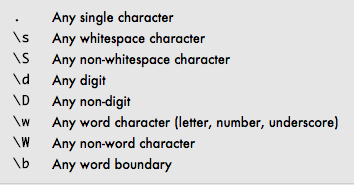 . Any single character
\s Any whitespace character
\S Any non-whitespace character
\d Any digit
\D Any non-digit
\w Any word character (letter, number, underscore)
\W Any non-word character
\b Any word boundary